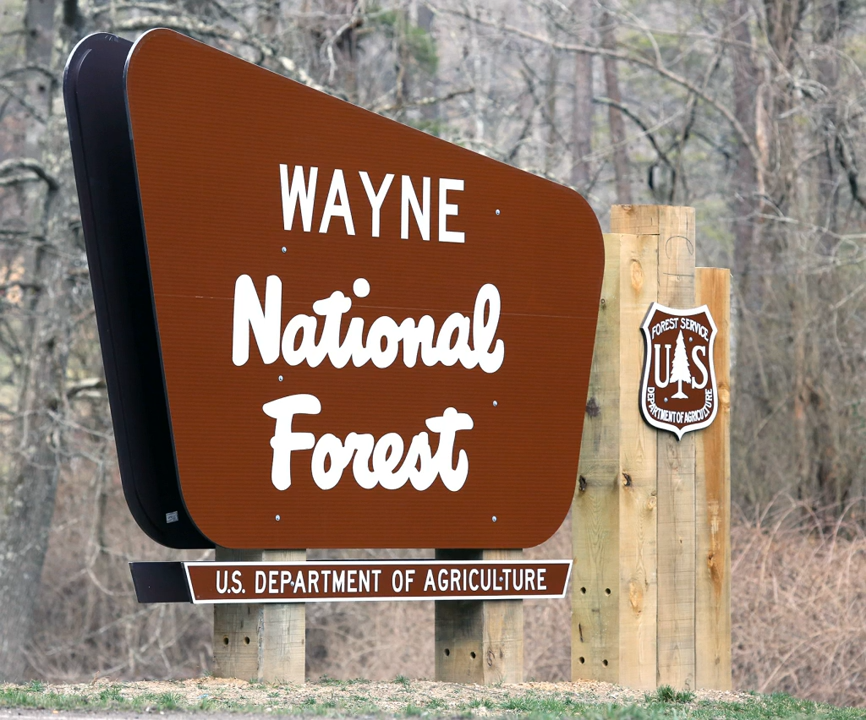 WAYNE
National
Forest
U.S. DEPARTMENT OF AGRICULTURE
FOREST SERVICE
U S
DEPARTMENT OF AGRICULTURE